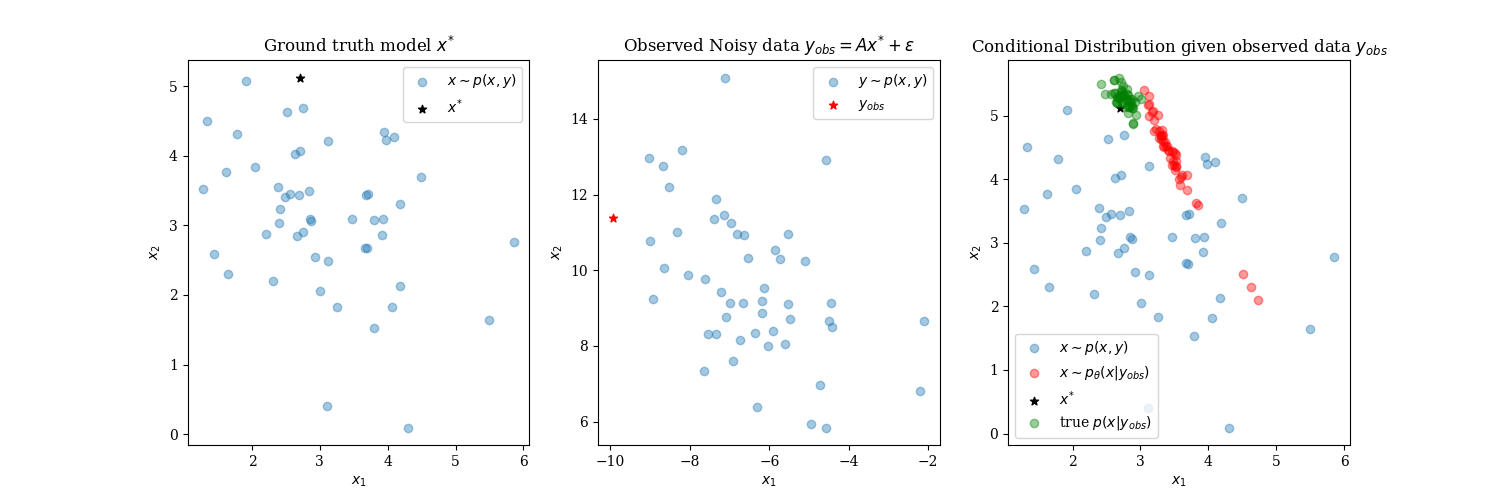 Ground truth model x*
x ~ p(x, y)
x*
5
4
3
2
1
0
x₂
2
3
4
5
6
x₁
Observed Noisy data y_obs = Ax* + ε
y ~ p(x, y)
y_obs
14
12
10
8
6
x₂
−10
−8
−6
−4
−2
x₁
Conditional Distribution given observed data y_obs
5
4
3
2
1
0
x₂
x ~ p(x, y)
x ~ p_θ(x|y_obs)
x*
true p(x|y_obs)
2
3
4
5
6
x₁